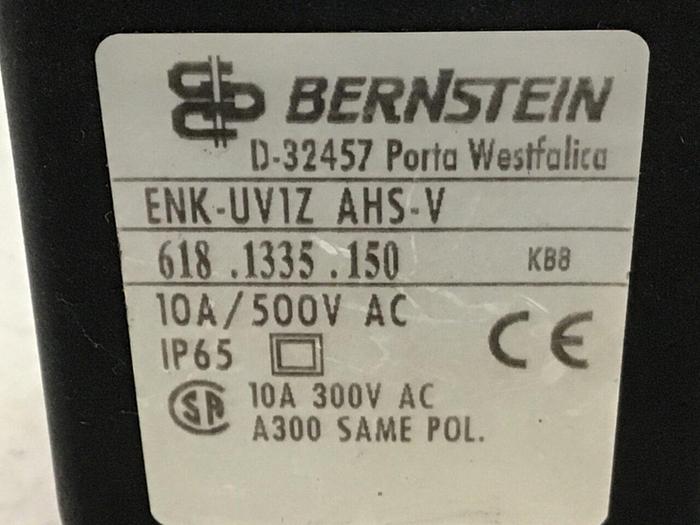 BERNSTEIN
D-32457 Porta Westfalica
ENK-UV1Z AHS-V
618.1335.150 KB8
10A/500V AC
IP65 CE
SA 10A 300V AC
A300 SAME POL.